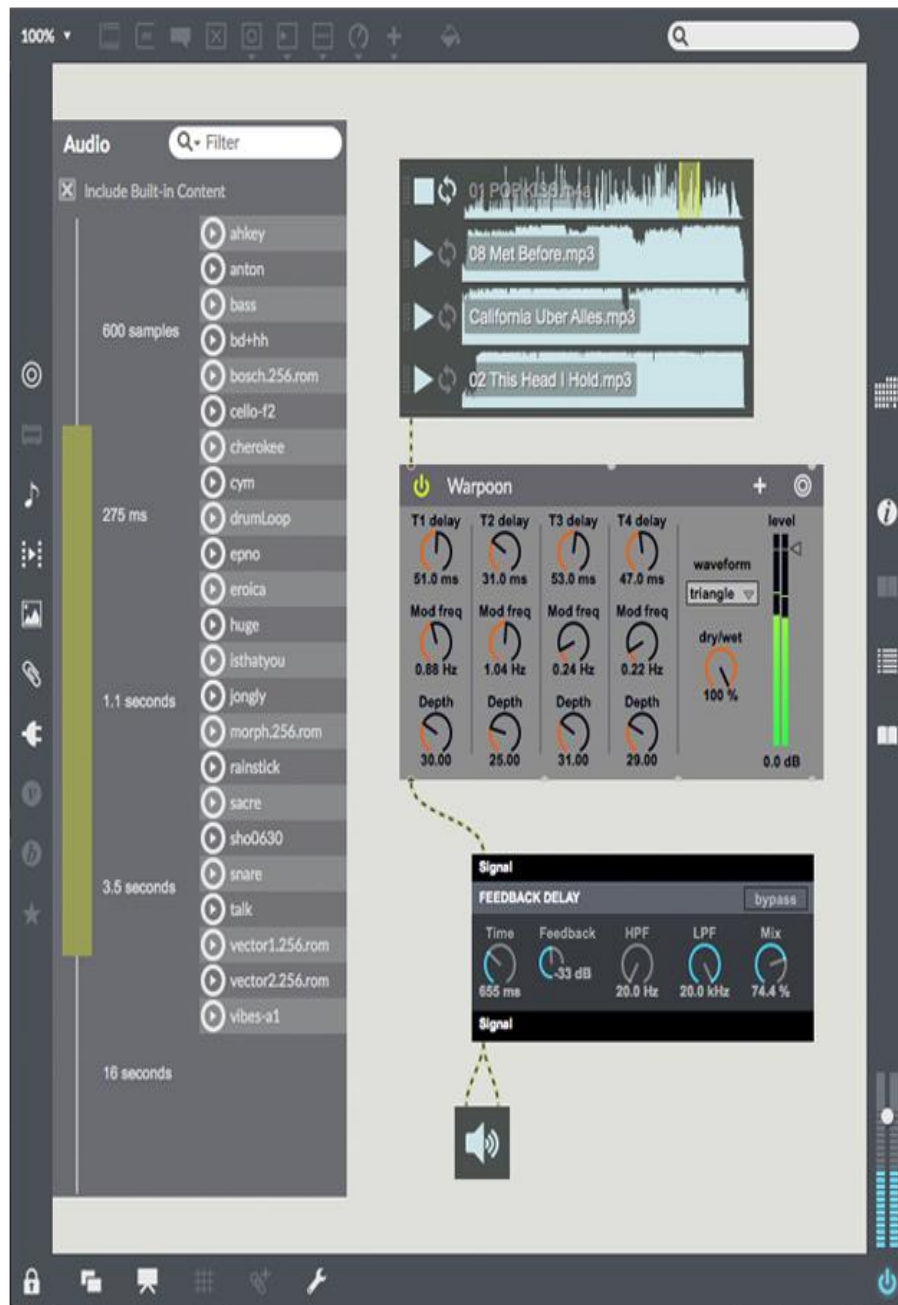 100%
Audio
Filter
Include Built-in Content
600 samples
275 ms
1.1 seconds
3.5 seconds
16 seconds
ahkey
anton
bass
bd+hh
bosch.256.rom
cello-f2
cherokee
cym
drumLoop
epno
eroica
huge
isthatyou
jongly
morph.256.rom
rainstick
sacre
sho0630
snare
talk
vector1.256.rom
vector2.256.rom
vibes-a1
01 POP KISS.m4a
08 Met Before.mp3
California Uber Alles.mp3
02 This Head I Hold.mp3
Warpoon
T1 delay T2 delay T3 delay T4 delay level
51.0 ms 31.0 ms 53.0 ms 47.0 ms
waveform
triangle
Mod freq Mod freq Mod freq Mod freq
0.88 Hz 1.04 Hz 0.24 Hz 0.22 Hz
dry/wet
100 %
Depth Depth Depth Depth
30.00 25.00 31.00 29.00
0.0 dB
Signal
FEEDBACK DELAY bypass
Time Feedback HPF LPF Mix
655 ms -33 dB 20.0 Hz 20.0 kHz 74.4 %
Signal